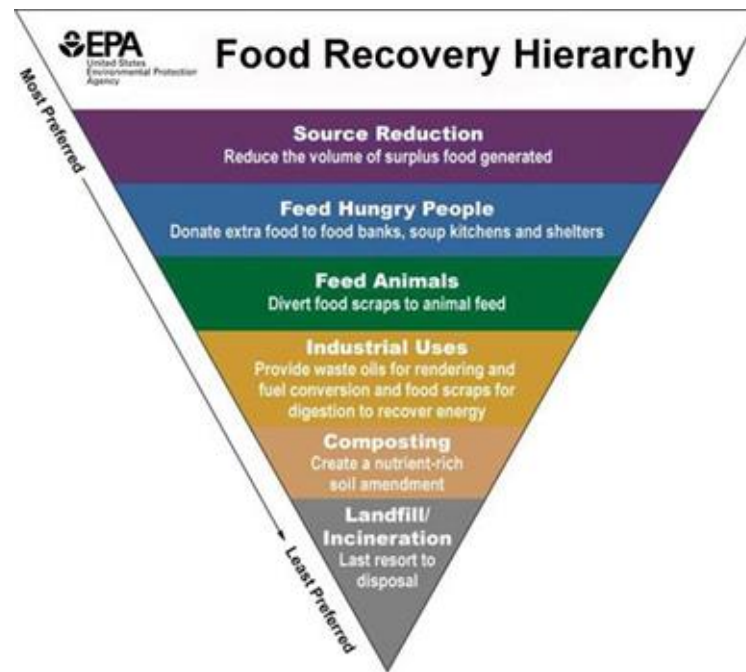 EPA
United States
Environmental Protection
Agency
Food Recovery Hierarchy
Most Preferred
Source Reduction
Reduce the volume of surplus food generated
Feed Hungry People
Donate extra food to food banks, soup kitchens and shelters
Feed Animals
Divert food scraps to animal feed
Industrial Uses
Provide waste oils for rendering and
fuel conversion and food scraps for
digestion to recover energy
Composting
Create a nutrient-rich
soil amendment
Landfill/
Incineration
Last resort to
disposal
Least Preferred